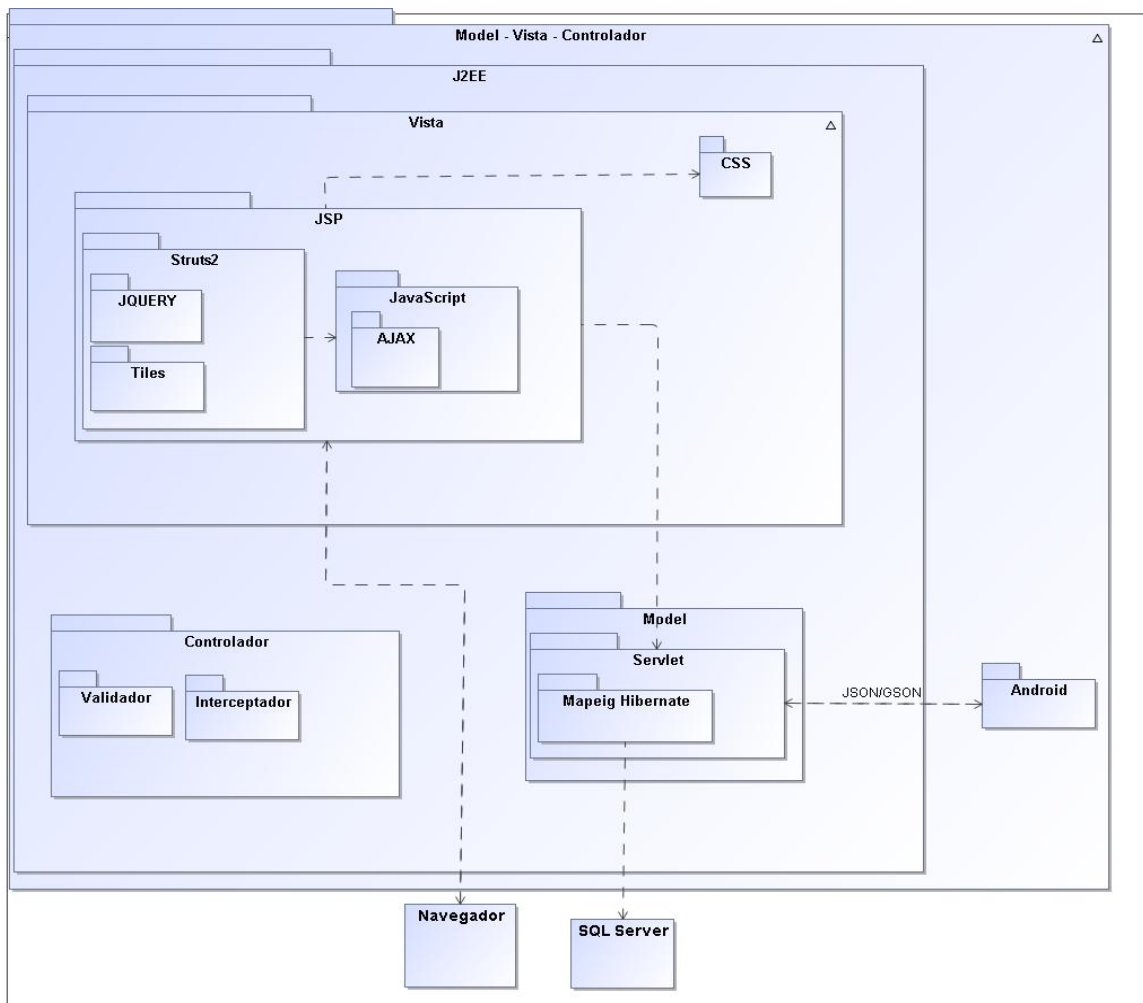 Model - Vista - Controlador
J2EE
Vista
CSS
JSP
Struts2
JQUERY
Tiles
JavaScript
AJAX
Controlador
Validador
Interceptador
Model
Servlet
Mapeig Hibernate
JSON/GSON
Android
Navegador
SQL Server